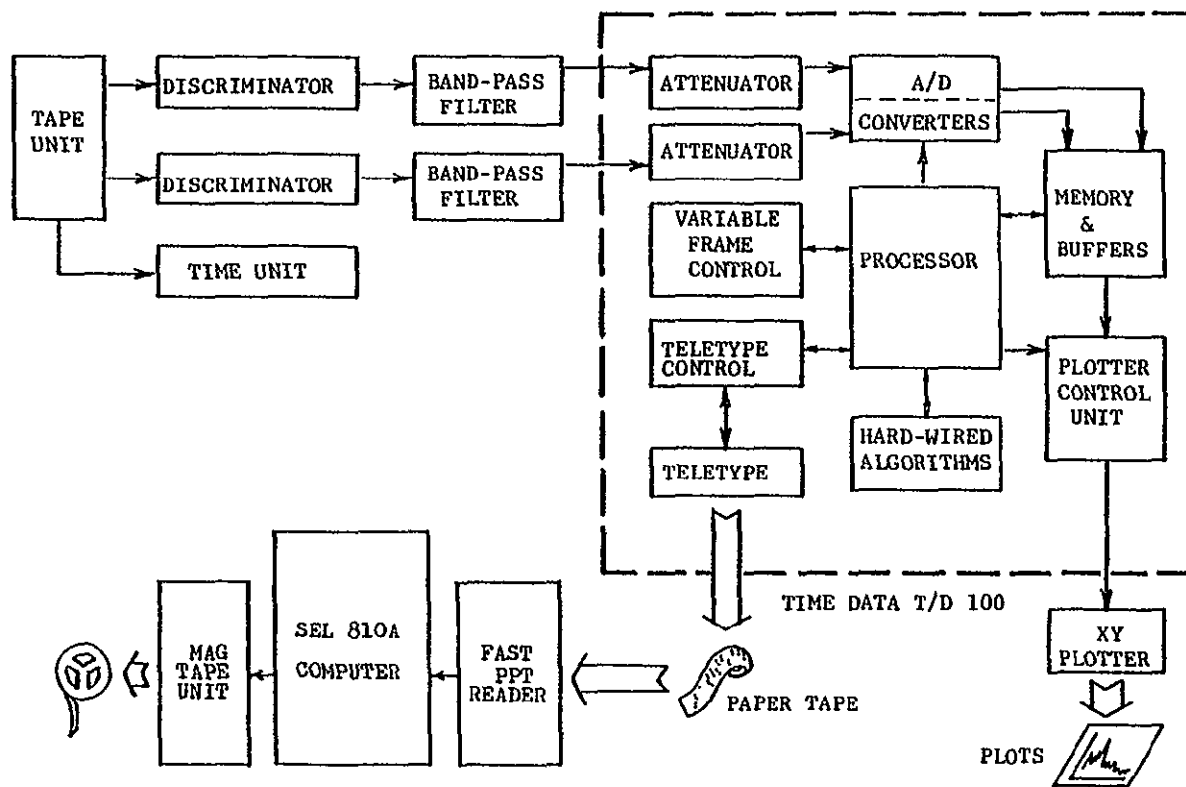 TAPE
UNIT
DISCRIMINATOR
BAND-PASS
FILTER
ATTENUATOR
A/D
CONVERTERS
DISCRIMINATOR
BAND-PASS
FILTER
ATTENUATOR
TIME UNIT
VARIABLE
FRAME
CONTROL
PROCESSOR
MEMORY
&
BUFFERS
TELETYPE
CONTROL
PLOTTER
CONTROL
UNIT
TELETYPE
HARD-WIRED
ALGORITHMS
TIME DATA T/D 100
MAG
TAPE
UNIT
SEL 810A
COMPUTER
FAST
PPT
READER
PAPER TAPE
XY
PLOTTER
PLOTS